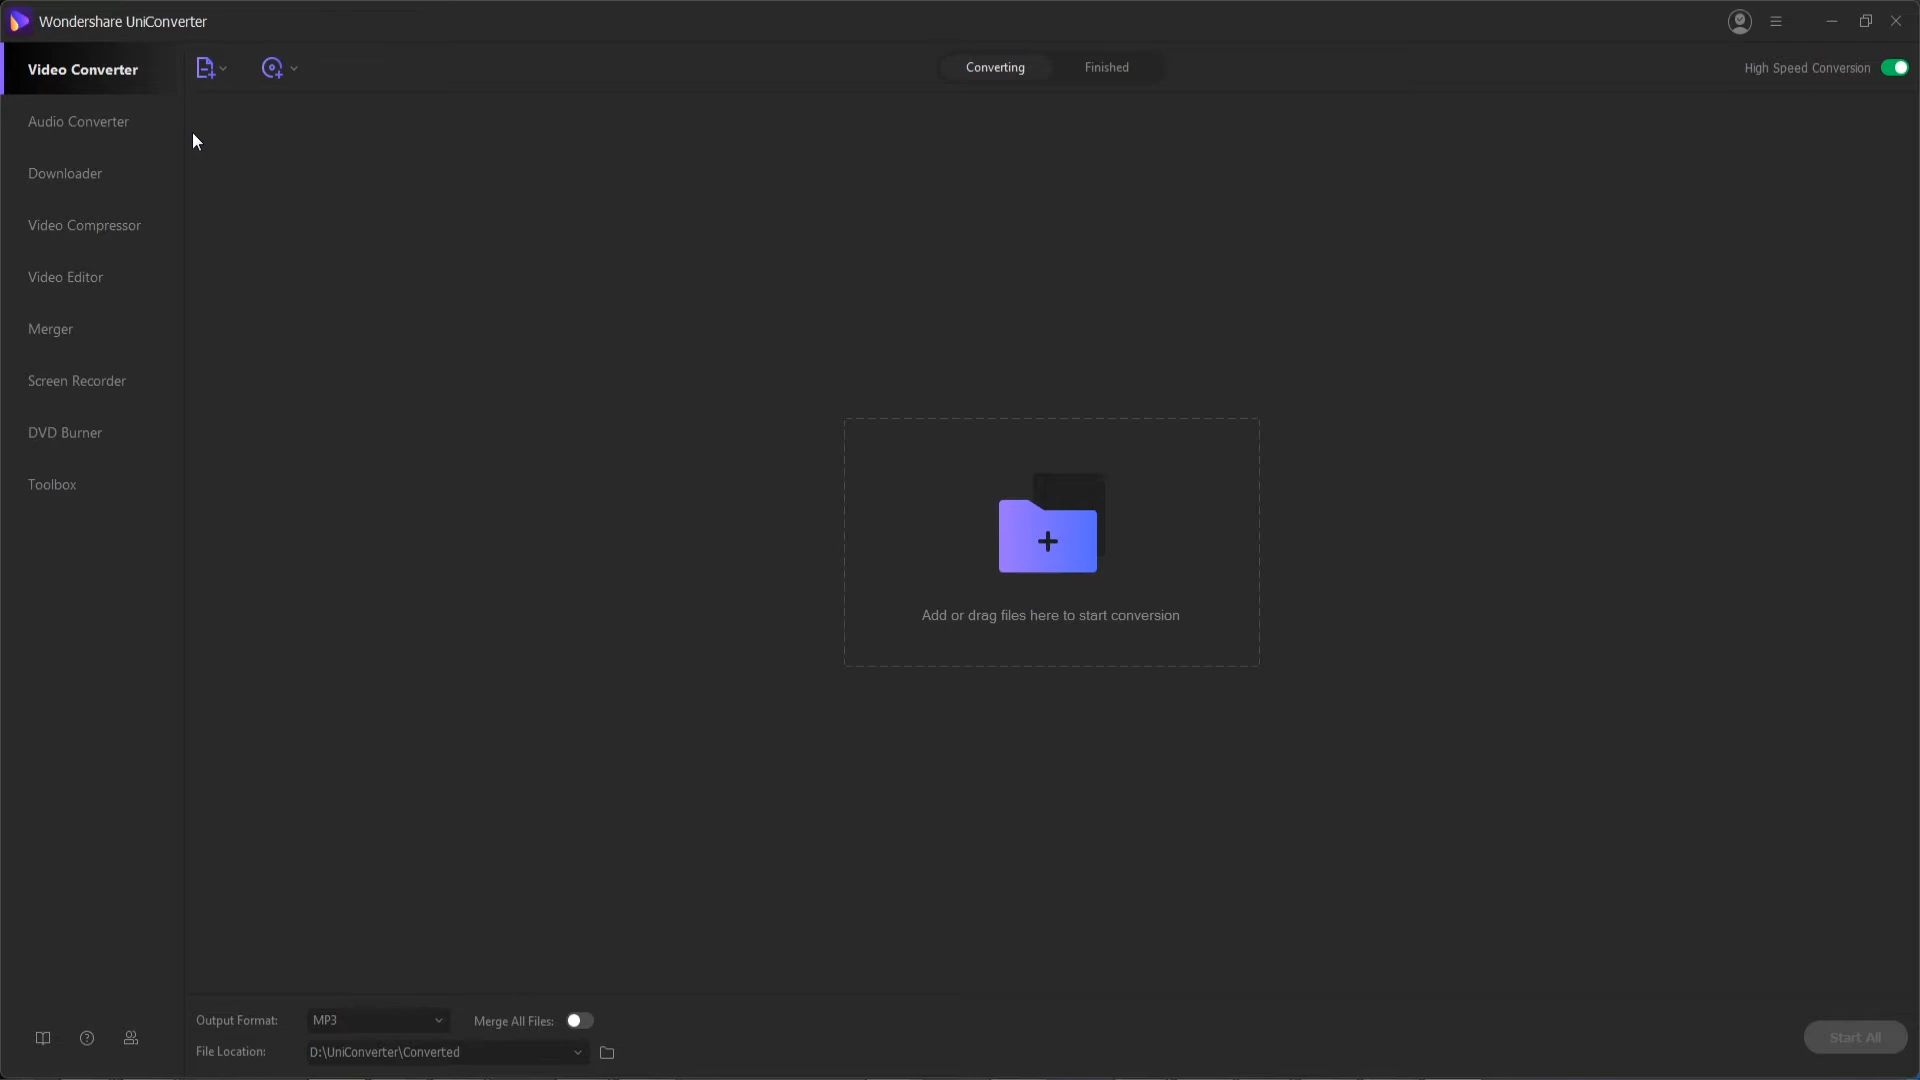 Wondershare UniConverter
Video Converter
Converting
Finished
High Speed Conversion
Audio Converter
Downloader
Video Compressor
Video Editor
Merger
Screen Recorder
DVD Burner
Toolbox
Add or drag files here to start conversion
Output Format:
MP3
Merge All Files:
File Location:
D:\UniConverter\Converted
Start All